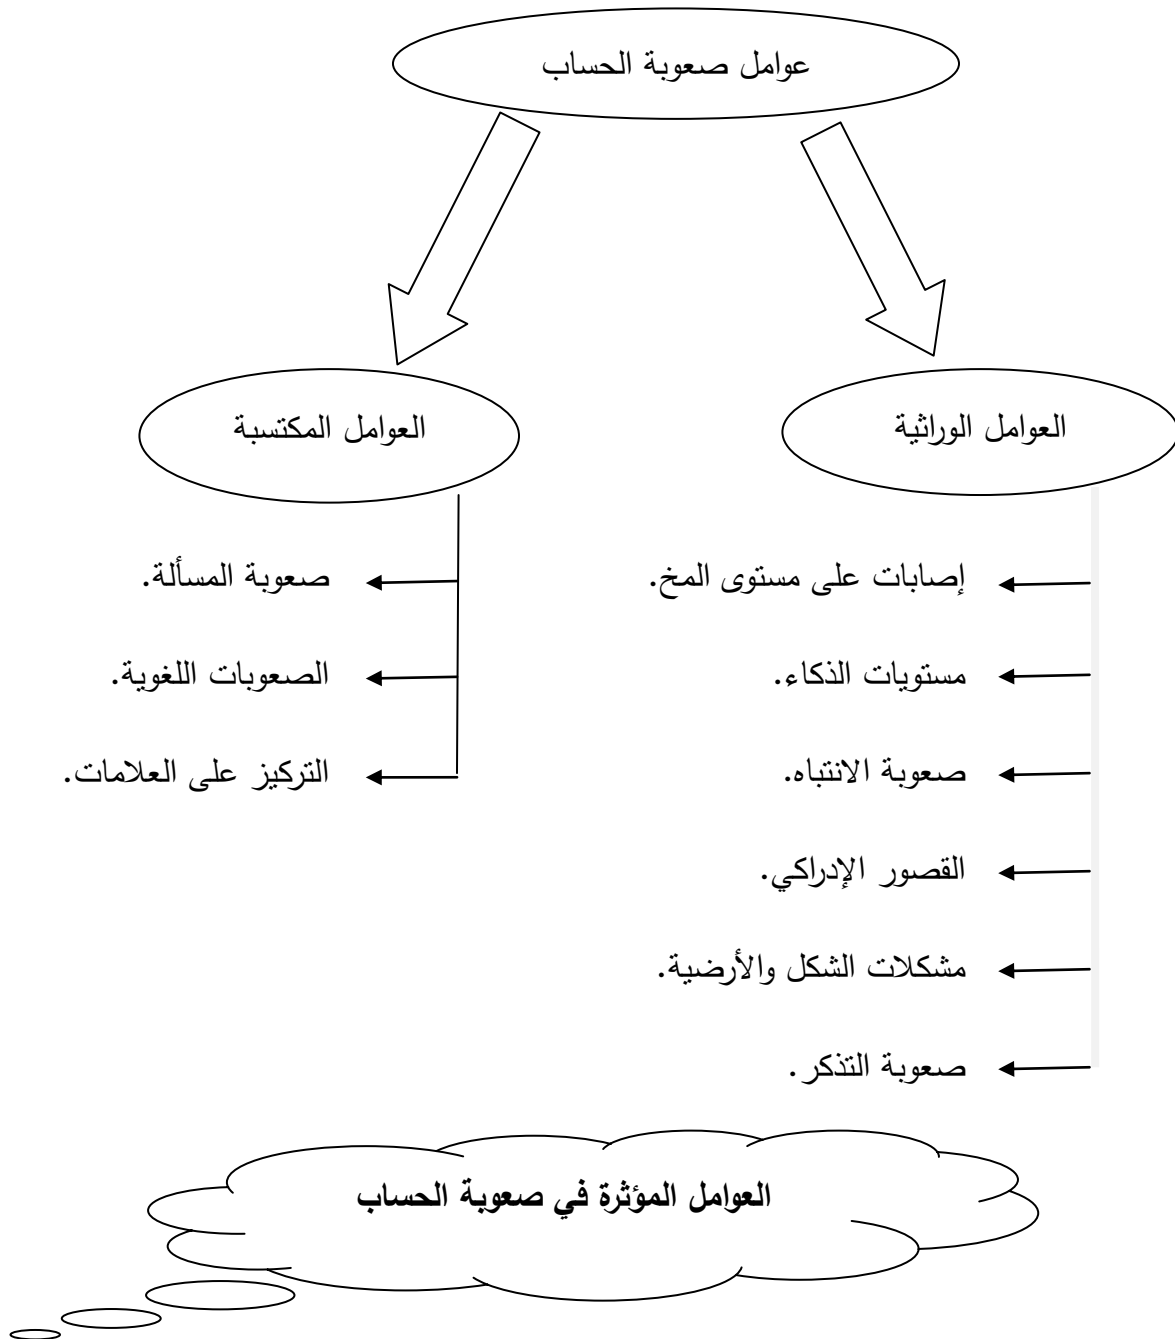 عوامل صعوبة الحساب
العوامل الوراثية
العوامل المكتسبة
إصابات على مستوى المخ.
مستويات الذكاء.
صعوبة الانتباه.
القصور الإدراكي.
مشكلات الشكل والأرضية.
صعوبة التذكر.
صعوبة المسألة.
الصعوبات اللغوية.
التركيز على العلامات.
العوامل المؤثرة في صعوبة الحساب